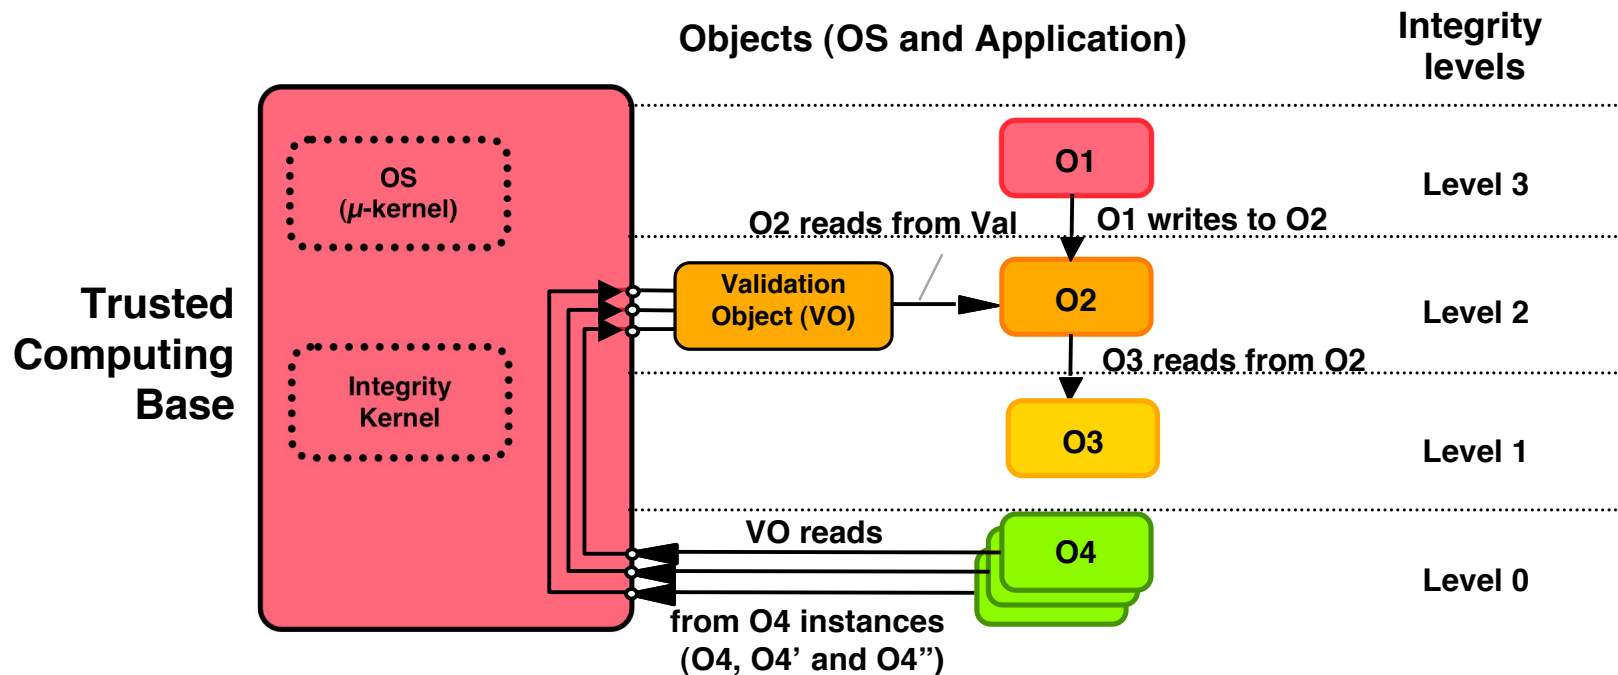 Objects (OS and Application)
Integrity
levels
OS
(µ-kernel)
O1
Level 3
O2 reads from Val
O1 writes to O2
Trusted
Computing
Base
Validation
Object (VO)
O2
Level 2
O3 reads from O2
Integrity
Kernel
O3
Level 1
VO reads
O4
Level 0
from O4 instances
(O4, O4’ and O4”)